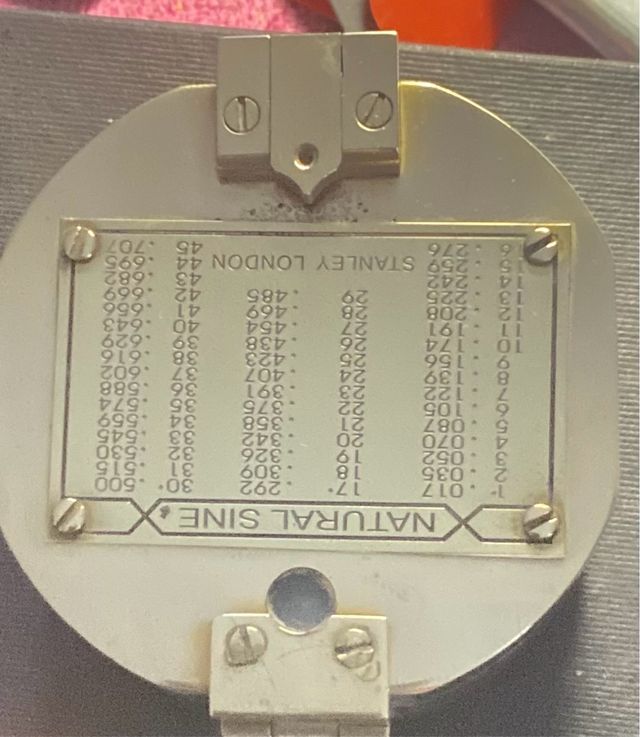 NATURAL SINE
1° .017 17° .292 30° .500
2 .035 18 .309 31 .515
3 .052 19 .326 32 .530
4 .070 20 .342 33 .545
5 .087 21 .358 34 .559
6 .105 22 .375 35 .574
7 .122 23 .391 36 .588
8 .139 24 .407 37 .602
9 .156 25 .423 38 .616
10 .174 26 .438 39 .629
11 .191 27 .454 40 .643
12 .208 28 .469 41 .656
13 .225 29 .485 42 .669
14 .242 43 .682
15 .259 STANLEY LONDON 44 .695
16 .276 45 .707